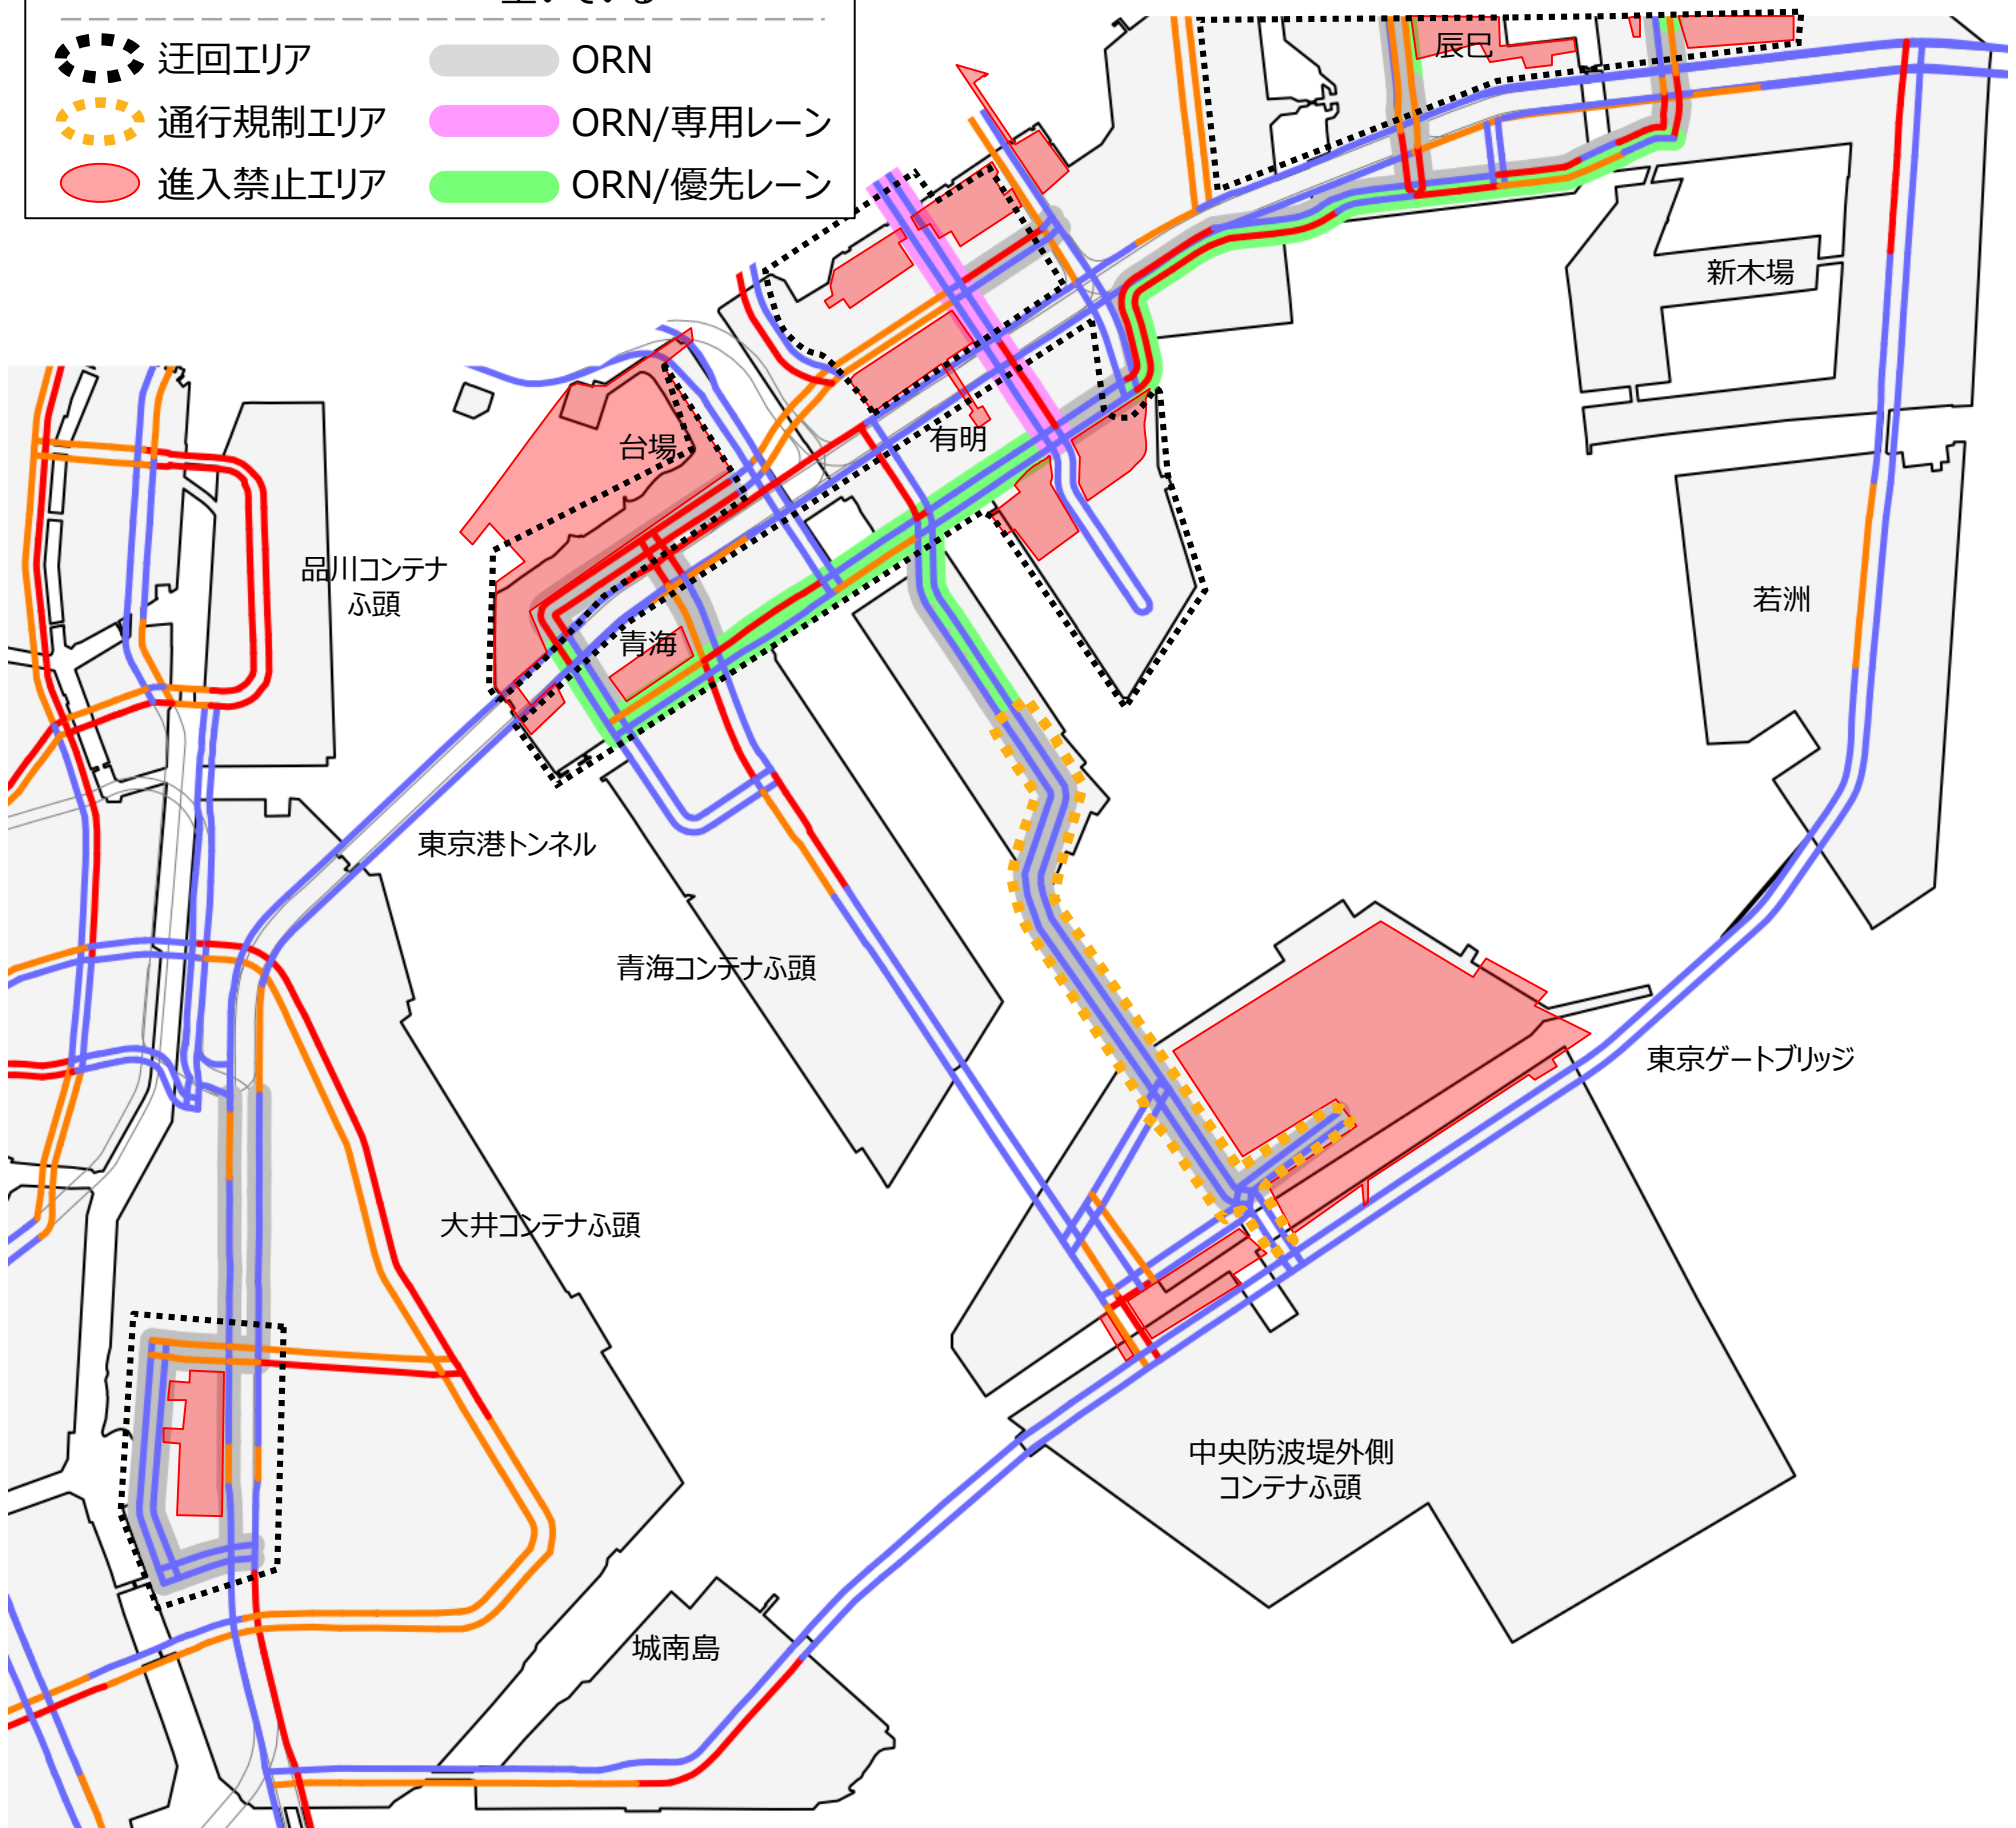 空いている
迂回エリア
ORN
通行規制エリア
ORN/専用レーン
進入禁止エリア
ORN/優先レーン
辰巳
新木場
台場
有明
品川コンテナ
ふ頭
若洲
青海
東京港トンネル
青海コンテナふ頭
東京ゲートブリッジ
大井コンテナふ頭
中央防波堤外側
コンテナふ頭
城南島